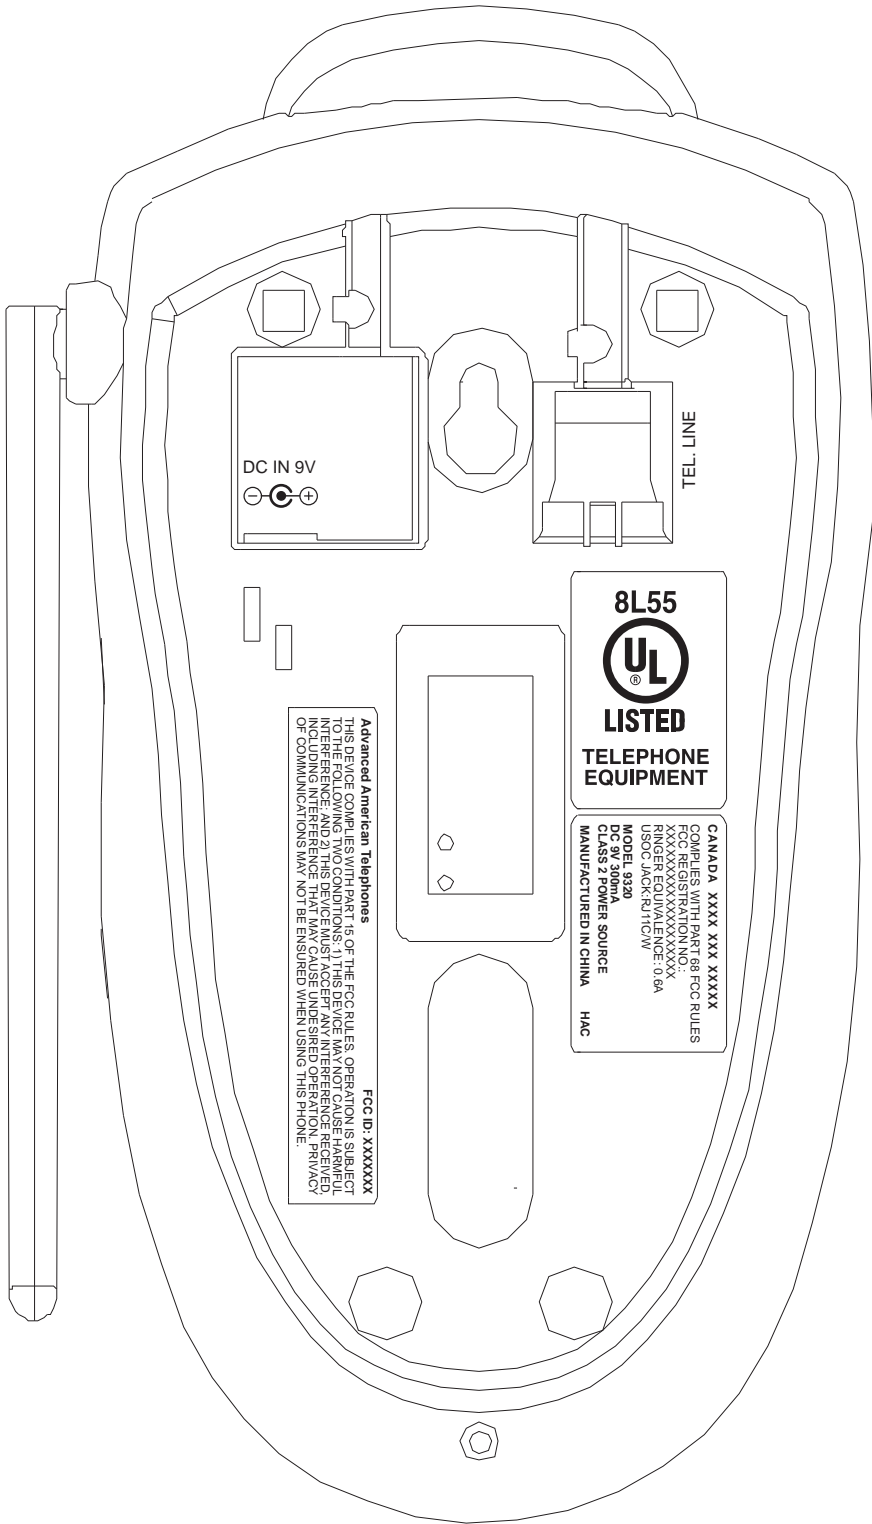 DC IN 9V
TEL. LINE
8L55
UL
®
LISTED
TELEPHONE
EQUIPMENT
CANADA XXXX XXX XXXXX
COMPLIES WITH PART 68 FCC RULES
FCC REGISTRATION NO.:
XXXXXXXXXXXXXXXXXX
RINGER EQUIVALENCE: 0.6A
USOC JACK:RJ11C/W
MODEL 9320
DC 9V 300mA
CLASS 2 POWER SOURCE
MANUFACTURED IN CHINA HAC
Advanced American Telephones FCC ID: XXXXXXX
THIS DEVICE COMPLIES WITH PART 15 OF THE FCC RULES. OPERATION IS SUBJECT
TO THE FOLLOWING TWO CONDITIONS: 1) THIS DEVICE MAY NOT CAUSE HARMFUL
INTERFERENCE; AND 2) THIS DEVICE MUST ACCEPT ANY INTERFERENCE RECEIVED,
INCLUDING INTERFERENCE THAT MAY CAUSE UNDESIRED OPERATION. PRIVACY
OF COMMUNICATIONS MAY NOT BE ENSURED WHEN USING THIS PHONE.